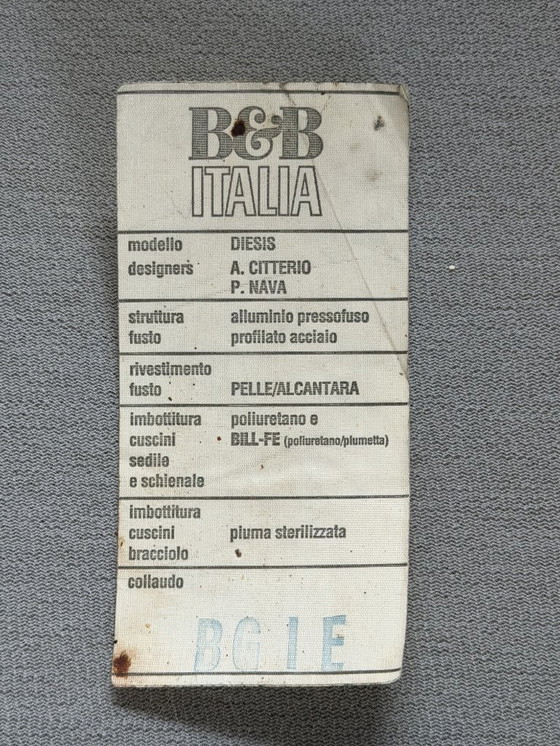 B&B
ITALIA
modello DIESIS
designers A. CITTERIO
P. NAVA
struttura alluminio pressofuso
fusto profilato acciaio
rivestimento
fusto PELLE/ALCANTARA
imbottitura poliuretano e
cuscini BILL-FE (poliuretano/piumetta)
sedile
e schienale
imbottitura
cuscini piuma sterilizzata
bracciolo
collaudo
BG IE